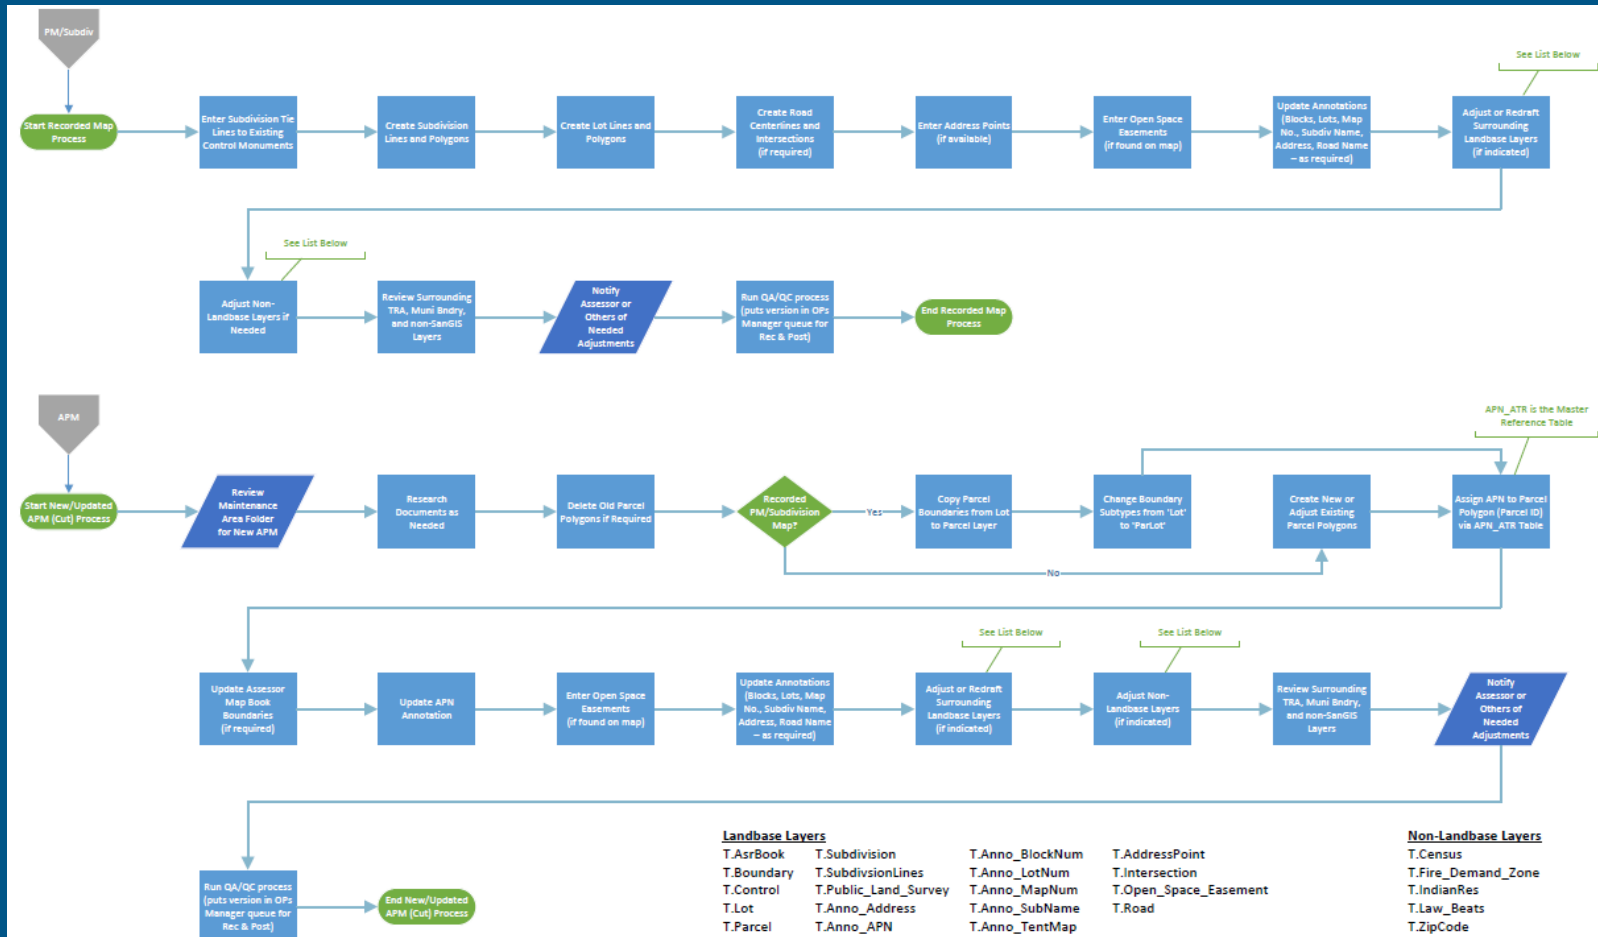 PM/Subdiv
See List Below
Start Recorded Map
Process
Enter Subdivision Tie
Lines to Existing
Control Monuments
Create Subdivision
Lines and Polygons
Create Lot Lines and
Polygons
Create Road
Centerlines and
Intersections
(if required)
Enter Address Points
(if available)
Enter Open Space
Easements
(if found on map)
Update Annotations
(Blocks, Lots, Map
No., Subdiv Name,
Address, Road Name
– as required)
Adjust or Redraft
Surrounding
Landbase Layers
(if indicated)
See List Below
Adjust Non-
Landbase Layers if
Needed
Review Surrounding
TRA, Muni Bndry,
and non-SanGIS
Layers
Notify
Assessor or
Others of
Needed
Adjustments
Run QA/QC process
(puts version in OPs
Manager queue for
Rec & Post)
End Recorded Map
Process
APM
APN_ATR is the Master
Reference Table
Start New/Updated
APM (Cut) Process
Review
Maintenance
Area Folder
for New APM
Research
Documents as
Needed
Delete Old Parcel
Polygons if Required
Recorded
PM/Subdivision
Map?
Yes
No
Copy Parcel
Boundaries from Lot
to Parcel Layer
Change Boundary
Subtypes from 'Lot'
to 'ParLot'
Create New or
Adjust Existing
Parcel Polygons
Assign APN to Parcel
Polygon (Parcel ID)
via APN_ATR Table
See List Below
See List Below
Update Assessor
Map Book
Boundaries
(if required)
Update APN
Annotation
Enter Open Space
Easements
(if found on map)
Update Annotations
(Blocks, Lots, Map
No., Subdiv Name,
Address, Road Name
– as required)
Adjust or Redraft
Surrounding
Landbase Layers
(if indicated)
Adjust Non-
Landbase Layers
(if indicated)
Review Surrounding
TRA, Muni Bndry,
and non-SanGIS
Layers
Notify
Assessor or
Others of
Needed
Adjustments
Run QA/QC process
(puts version in OPs
Manager queue for
Rec & Post)
End New/Updated
APM (Cut) Process
Landbase Layers
T.AsrBook T.Subdivision T.Anno_BlockNum T.AddressPoint
T.Boundary T.SubdivsionLines T.Anno_LotNum T.Intersection
T.Control T.Public_Land_Survey T.Anno_MapNum T.Open_Space_Easement
T.Lot T.Anno_Address T.Anno_SubName T.Road
T.Parcel T.Anno_APN T.Anno_TentMap
Non-Landbase Layers
T.Census
T.Fire_Demand_Zone
T.IndianRes
T.Law_Beats
T.ZipCode